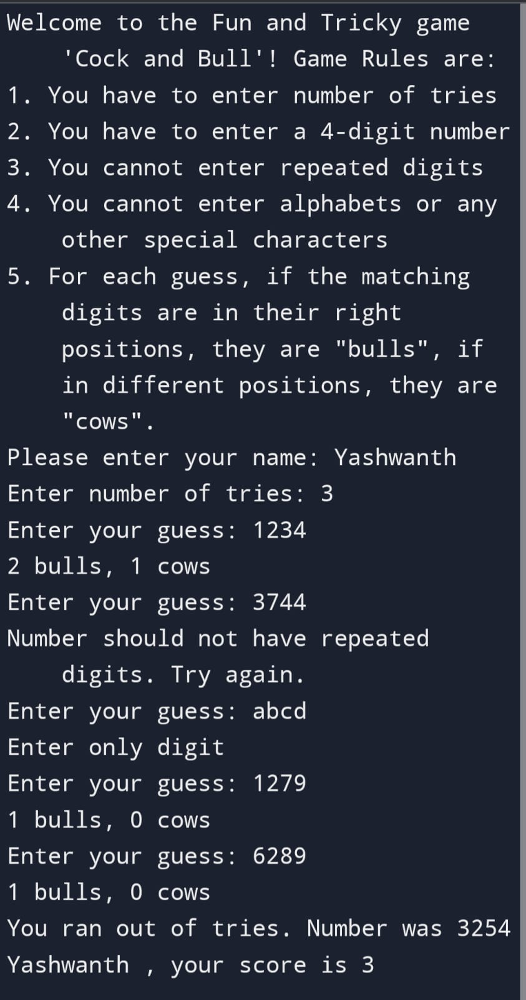 Welcome to the Fun and Tricky game
'Cock and Bull'! Game Rules are:
1. You have to enter number of tries
2. You have to enter a 4-digit number
3. You cannot enter repeated digits
4. You cannot enter alphabets or any
other special characters
5. For each guess, if the matching
digits are in their right
positions, they are "bulls", if
in different positions, they are
"cows".
Please enter your name: Yashwanth
Enter number of tries: 3
Enter your guess: 1234
2 bulls, 1 cows
Enter your guess: 3744
Number should not have repeated
digits. Try again.
Enter your guess: abcd
Enter only digit
Enter your guess: 1279
1 bulls, 0 cows
Enter your guess: 6289
1 bulls, 0 cows
You ran out of tries. Number was 3254
Yashwanth , your score is 3